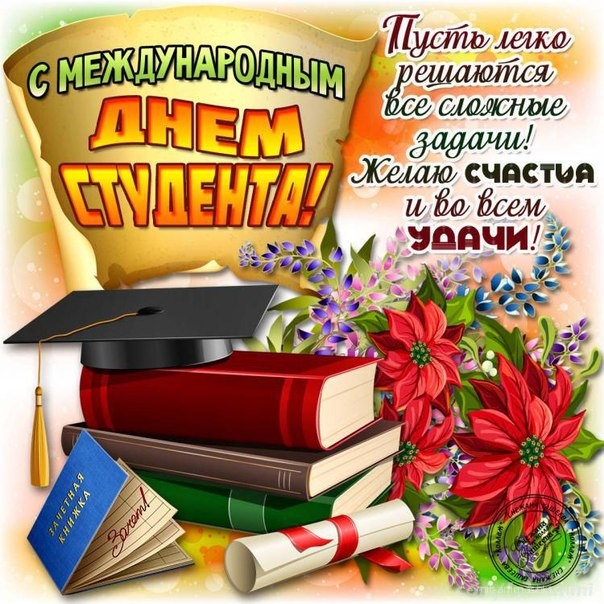 С МЕЖДУНАРОДНЫМ
ДНЕМ
СТУДЕНТА!
Пусть легко
решаются
все сложные
задачи!
Желаю СЧАСТЬЯ
и во всем
УДАЧИ!
ЗАЧЕТНАЯ
КНИЖКА
Зачет!